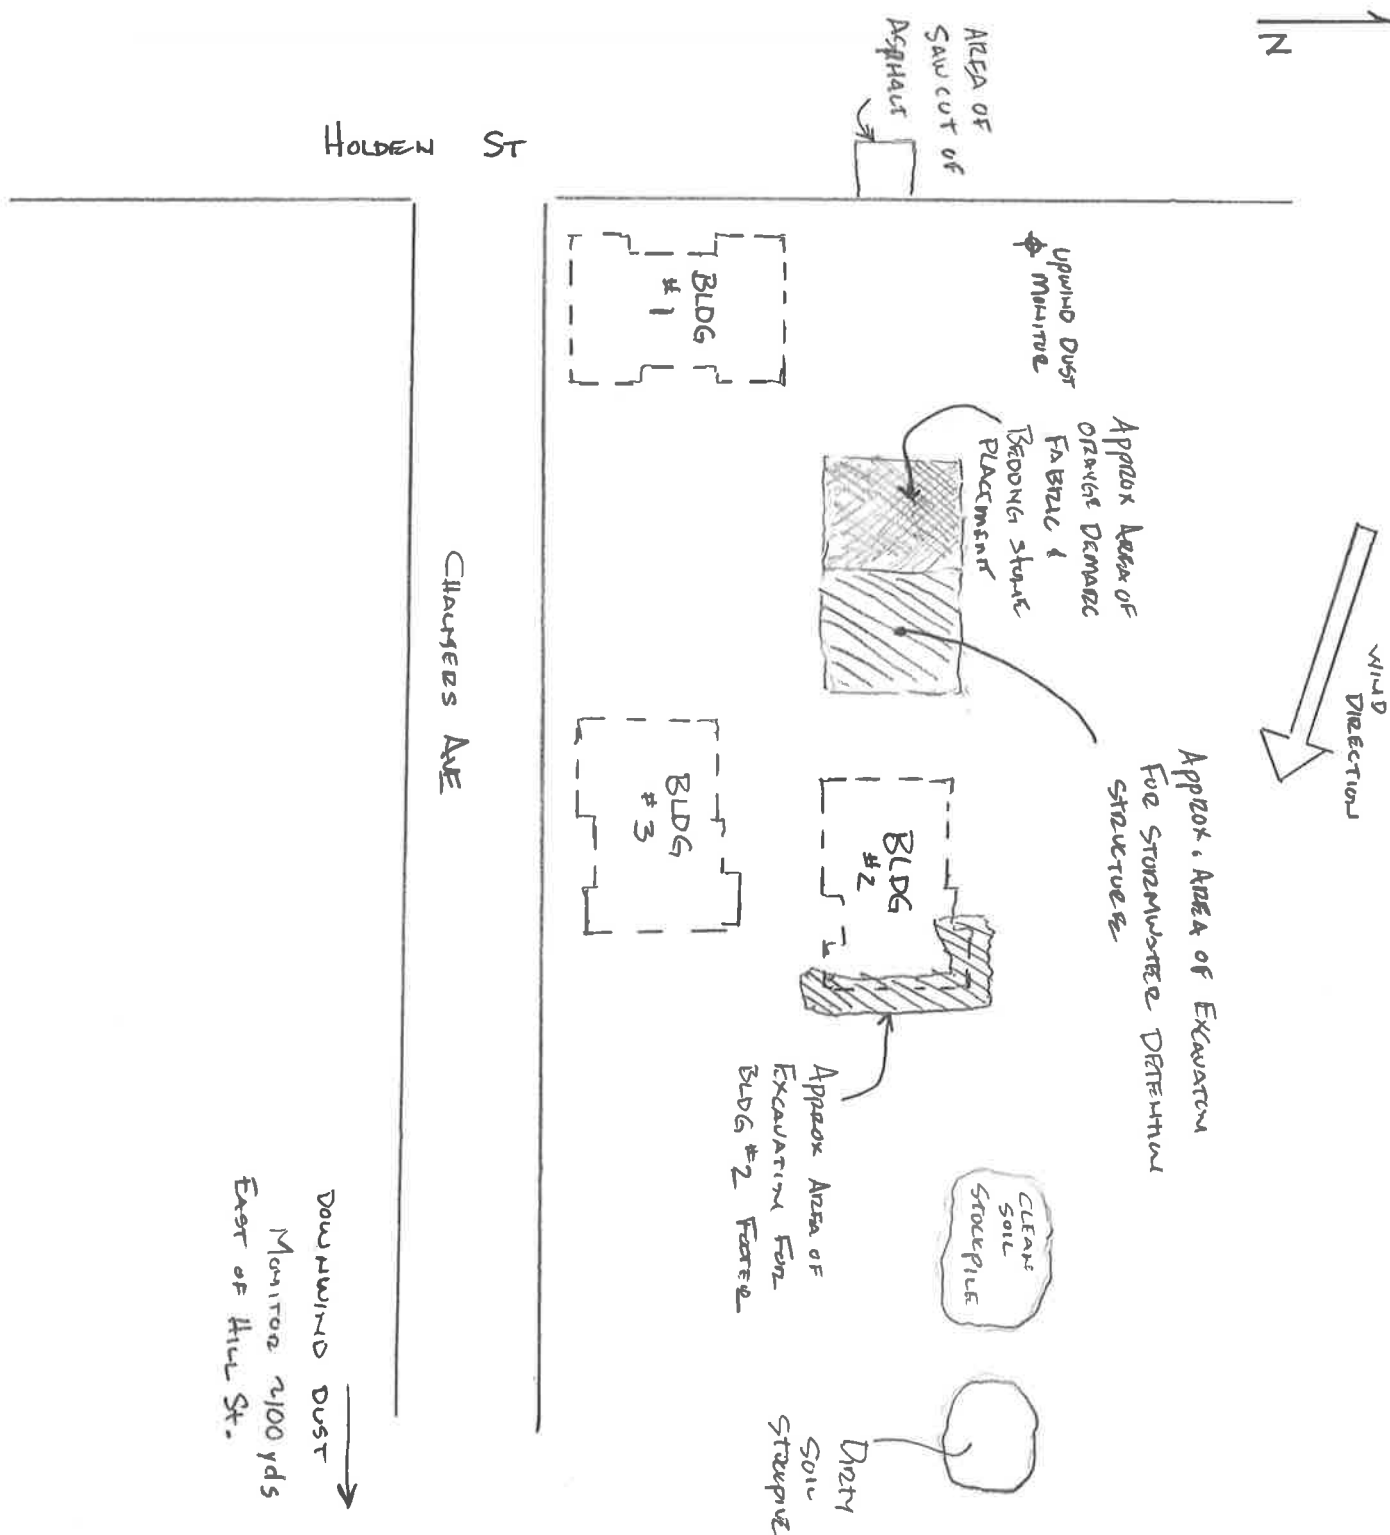 N
AREA OF
SAWCUT OF
ASPHALT
HOLDEN ST
UPWIND DUST
MONITOR
BLDG
#1
APPROX AREA OF
ORANGE DEMARC
FABRIC &
BEDDING STONE
PLACEMENT
WIND
DIRECTION
CHALMERS AVE
APPROX. AREA OF EXCAVATION
FOR STORMWATER DETENTION
STRUCTURE
BLDG
#3
BLDG
#2
APPROX AREA OF
EXCAVATION FOR
BLDG #2 FOOTER
CLEAN
SOIL
STOCKPILE
DIRTY
SOIL
STOCKPILE
DOWNWIND DUST
MONITOR ~100 yds
EAST OF HILL St.